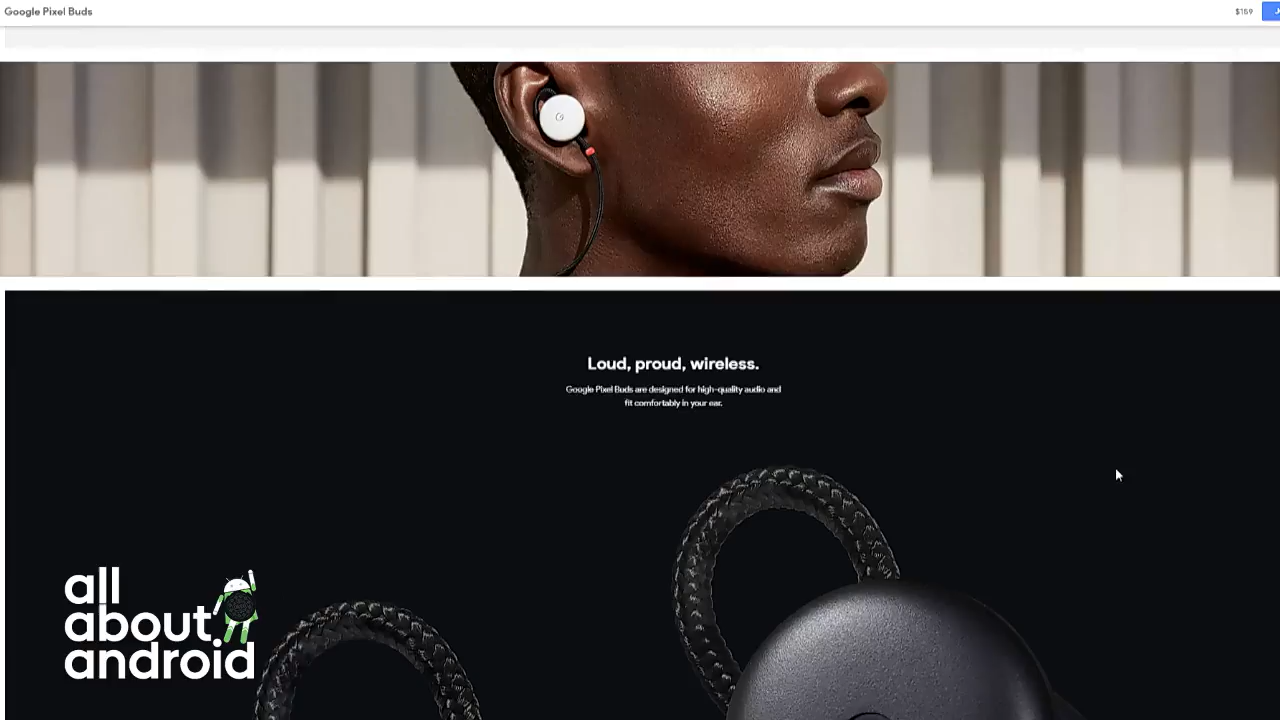 Google Pixel Buds
$159
Loud, proud, wireless.
Google Pixel Buds are designed for high-quality audio and
fit comfortably in your ear.
all
about
android